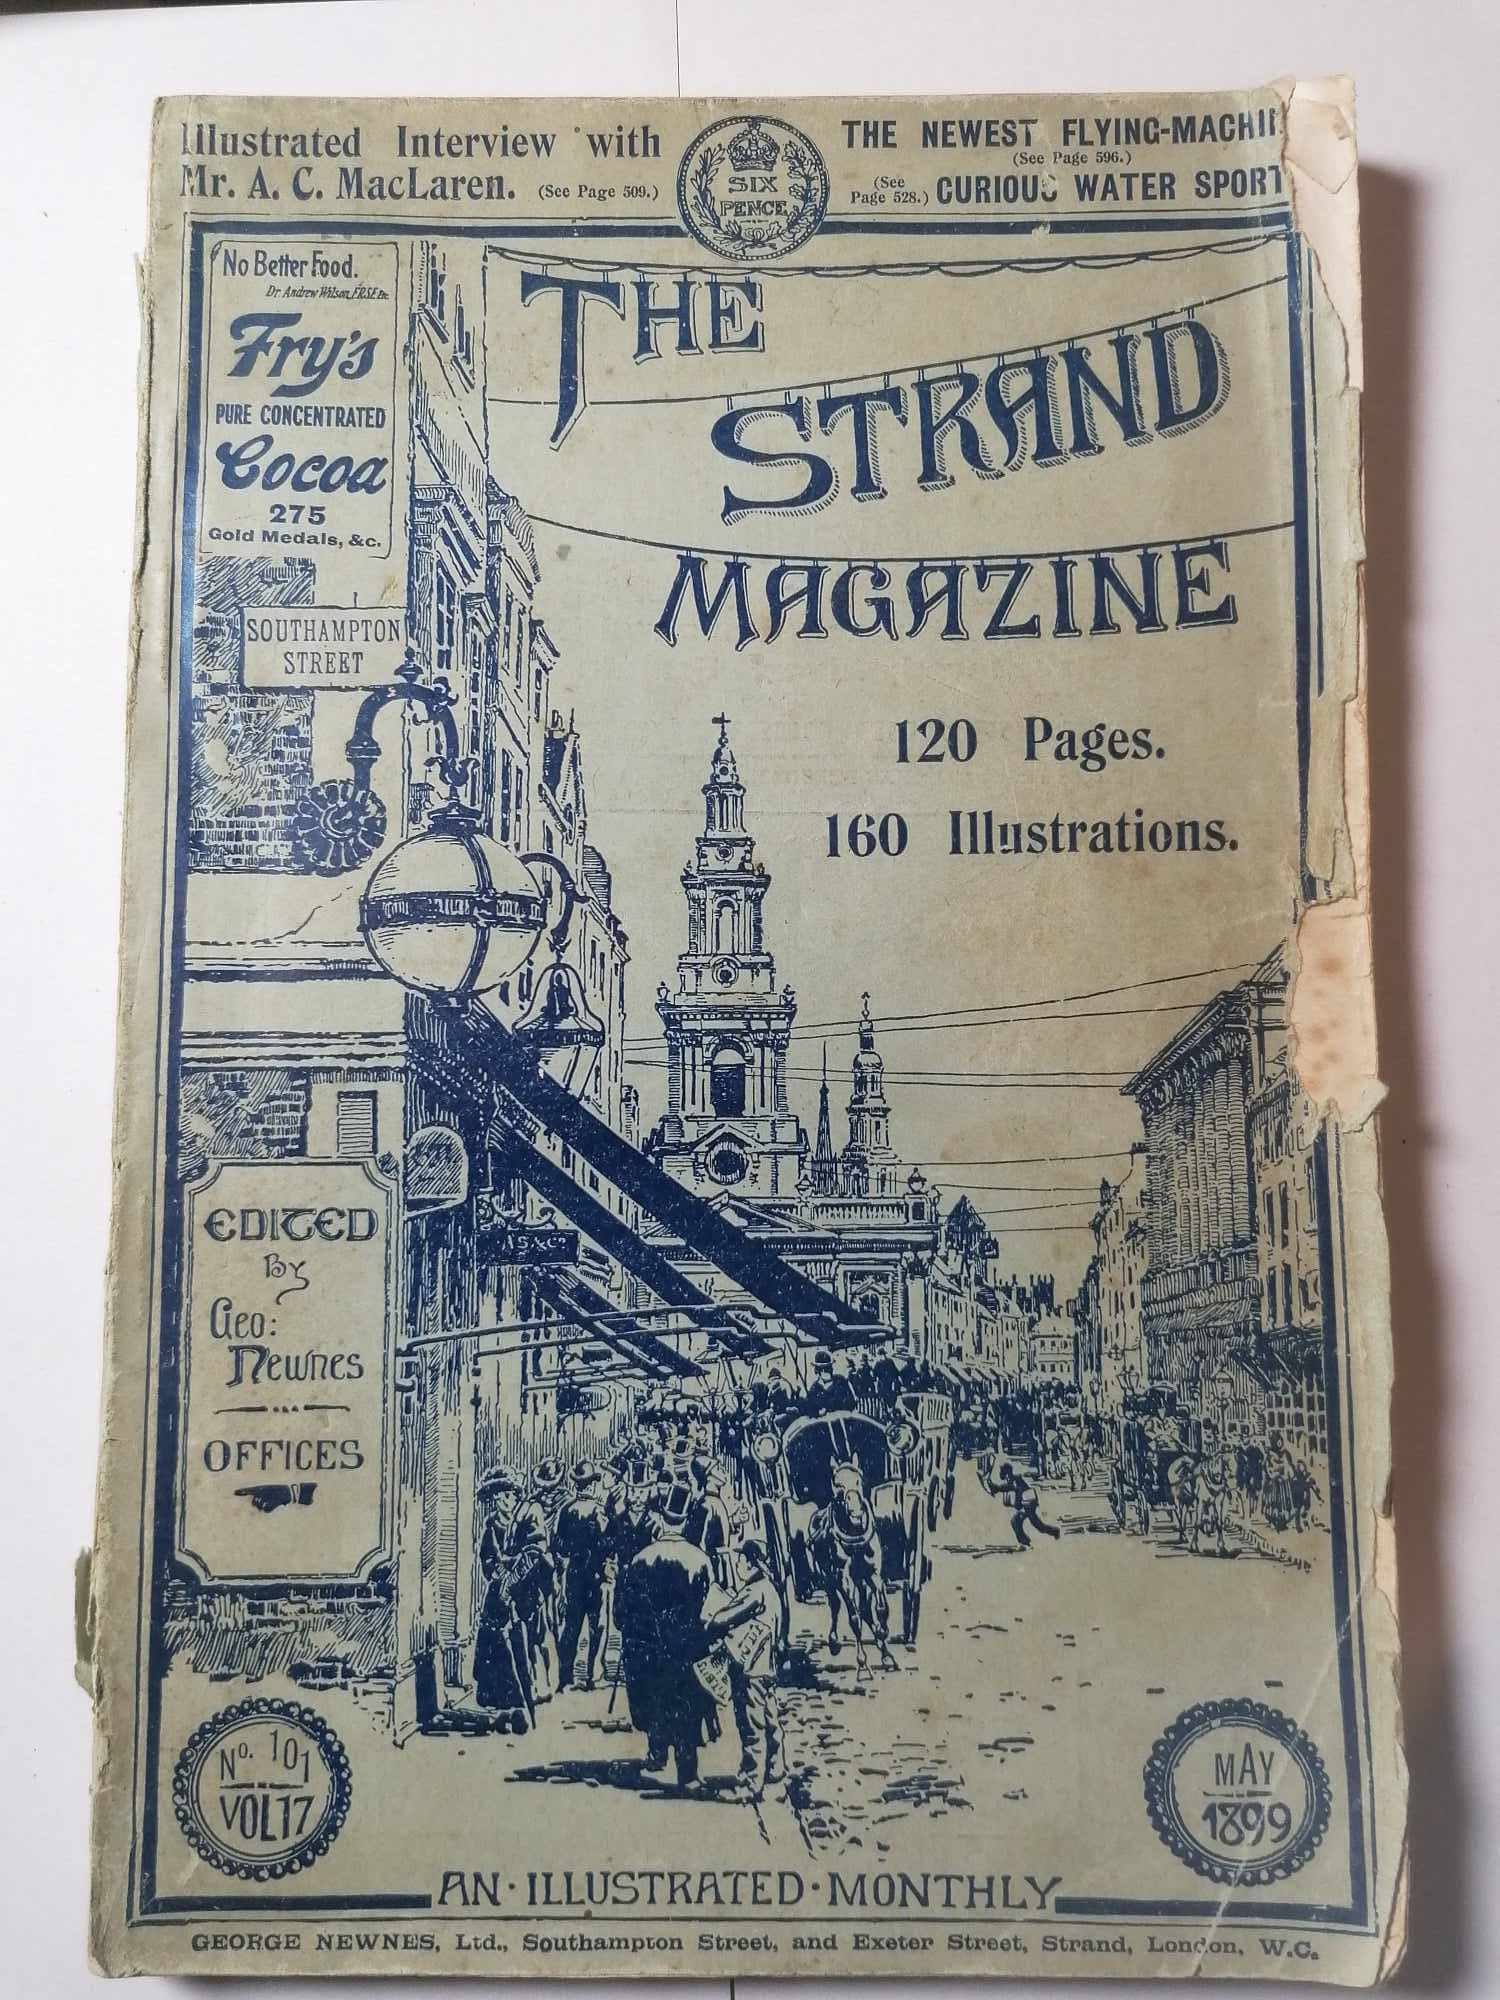 Illustrated Interview with
Mr. A. C. MacLaren. (See Page 509.)
SIX
PENCE
THE NEWEST FLYING-MACHI
(See Page 596.)
(See Page 528.) CURIOUS WATER SPORT
No Better Food.
Dr Andrew Wilson, F.R.S.E. &c.
Fry's
PURE CONCENTRATED
Cocoa
275
Gold Medals, &c.
THE
STRAND
MAGAZINE
SOUTHAMPTON
STREET
120 Pages.
160 Illustrations.
EDITED
By
Geo:
Newnes
OFFICES
No. 101
VOL 17
MAY
1899
AN·ILLUSTRATED·MONTHLY
GEORGE NEWNES, Ltd., Southampton Street, and Exeter Street, Strand, London, W.C.